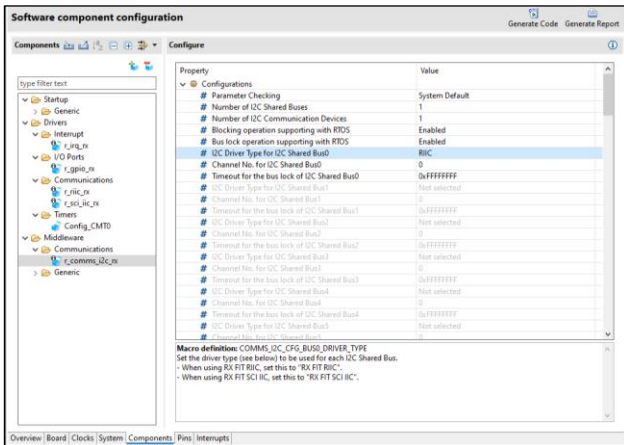 Software component configuration
Generate Code Generate Report
Components
Configure
type filter text
Startup
Generic
Drivers
Interrupt
r_irq_rx
I/O Ports
r_gpio_rx
Communications
r_riic_rx
r_sci_iic_rx
Timers
Config_CMT0
Middleware
Communications
r_comms_i2c_rx
Generic
Property Value
Configurations
# Parameter Checking System Default
# Number of I2C Shared Buses 1
# Number of I2C Communication Devices 1
# Blocking operation supporting with RTOS Enabled
# Bus lock operation supporting with RTOS Enabled
# I2C Driver Type for I2C Shared Bus0 RIIC
# Channel No. for I2C Shared Bus0 0
# Timeout for the bus lock of I2C Shared Bus0 0xFFFFFFFF
# I2C Driver Type for I2C Shared Bus1 Not selected
# Channel No. for I2C Shared Bus1 0
# Timeout for the bus lock of I2C Shared Bus1 0xFFFFFFFF
# I2C Driver Type for I2C Shared Bus2 Not selected
# Channel No. for I2C Shared Bus2 0
# Timeout for the bus lock of I2C Shared Bus2 0xFFFFFFFF
# I2C Driver Type for I2C Shared Bus3 Not selected
# Channel No. for I2C Shared Bus3 0
# Timeout for the bus lock of I2C Shared Bus3 0xFFFFFFFF
# I2C Driver Type for I2C Shared Bus4 Not selected
# Channel No. for I2C Shared Bus4 0
# Timeout for the bus lock of I2C Shared Bus4 0xFFFFFFFF
# I2C Driver Type for I2C Shared Bus5 Not selected
# Channel No. for I2C Shared Bus5 0
Macro definition: COMMS_I2C_CFG_BUS0_DRIVER_TYPE
Set the driver type (see below) to be used for each I2C Shared Bus.
- When using RX FIT RIIC, set this to "RX FIT RIIC".
- When using RX FIT SCI IIC, set this to "RX FIT SCI IIC".
Overview Board Clocks System Components Pins Interrupts